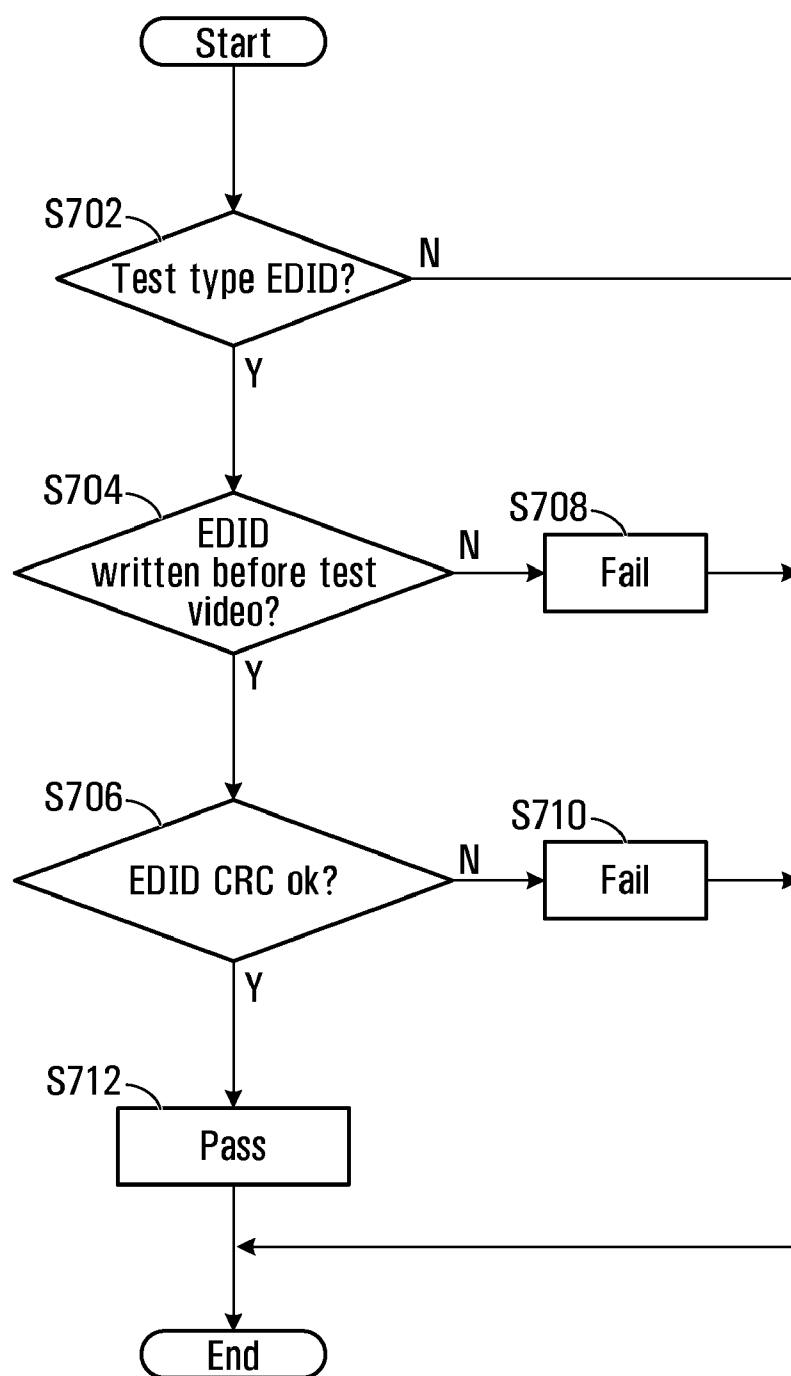 Start
S702
Test type EDID?
N
Y
S704
EDID
written before test
video?
N
S708
Fail
Y
S706
EDID CRC ok?
N
S710
Fail
Y
S712
Pass
End